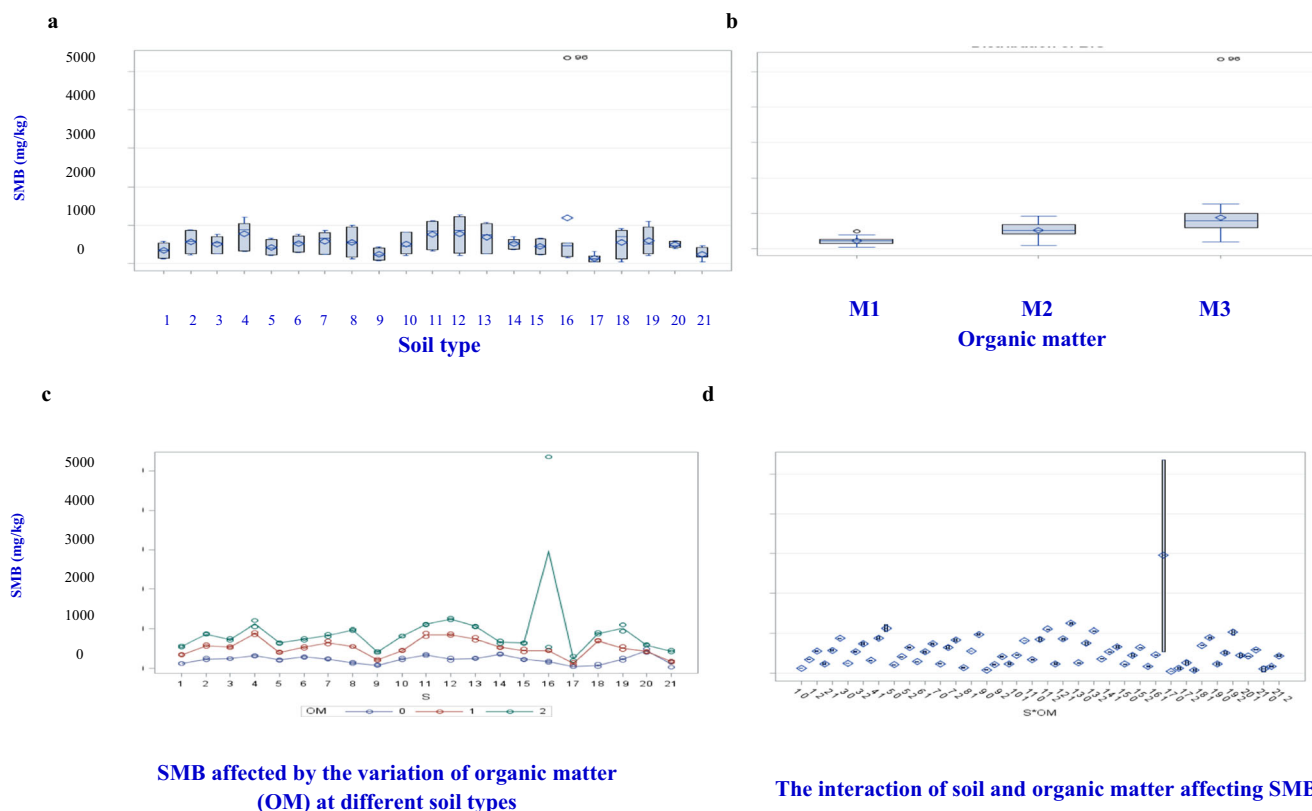 a
b
5000
4000
3000
2000
1000
0
SMB (mg/kg)
96
1 2 3 4 5 6 7 8 9 10 11 12 13 14 15 16 17 18 19 20 21
Soil type
96
M1 M2 M3
Organic matter
c
d
5000
4000
3000
2000
1000
0
SMB (mg/kg)
1 2 3 4 5 6 7 8 9 10 11 12 13 14 15 16 17 18 19 20 21
S
OM 0 1 2
S*OM
SMB affected by the variation of organic matter
(OM) at different soil types
The interaction of soil and organic matter affecting SMB